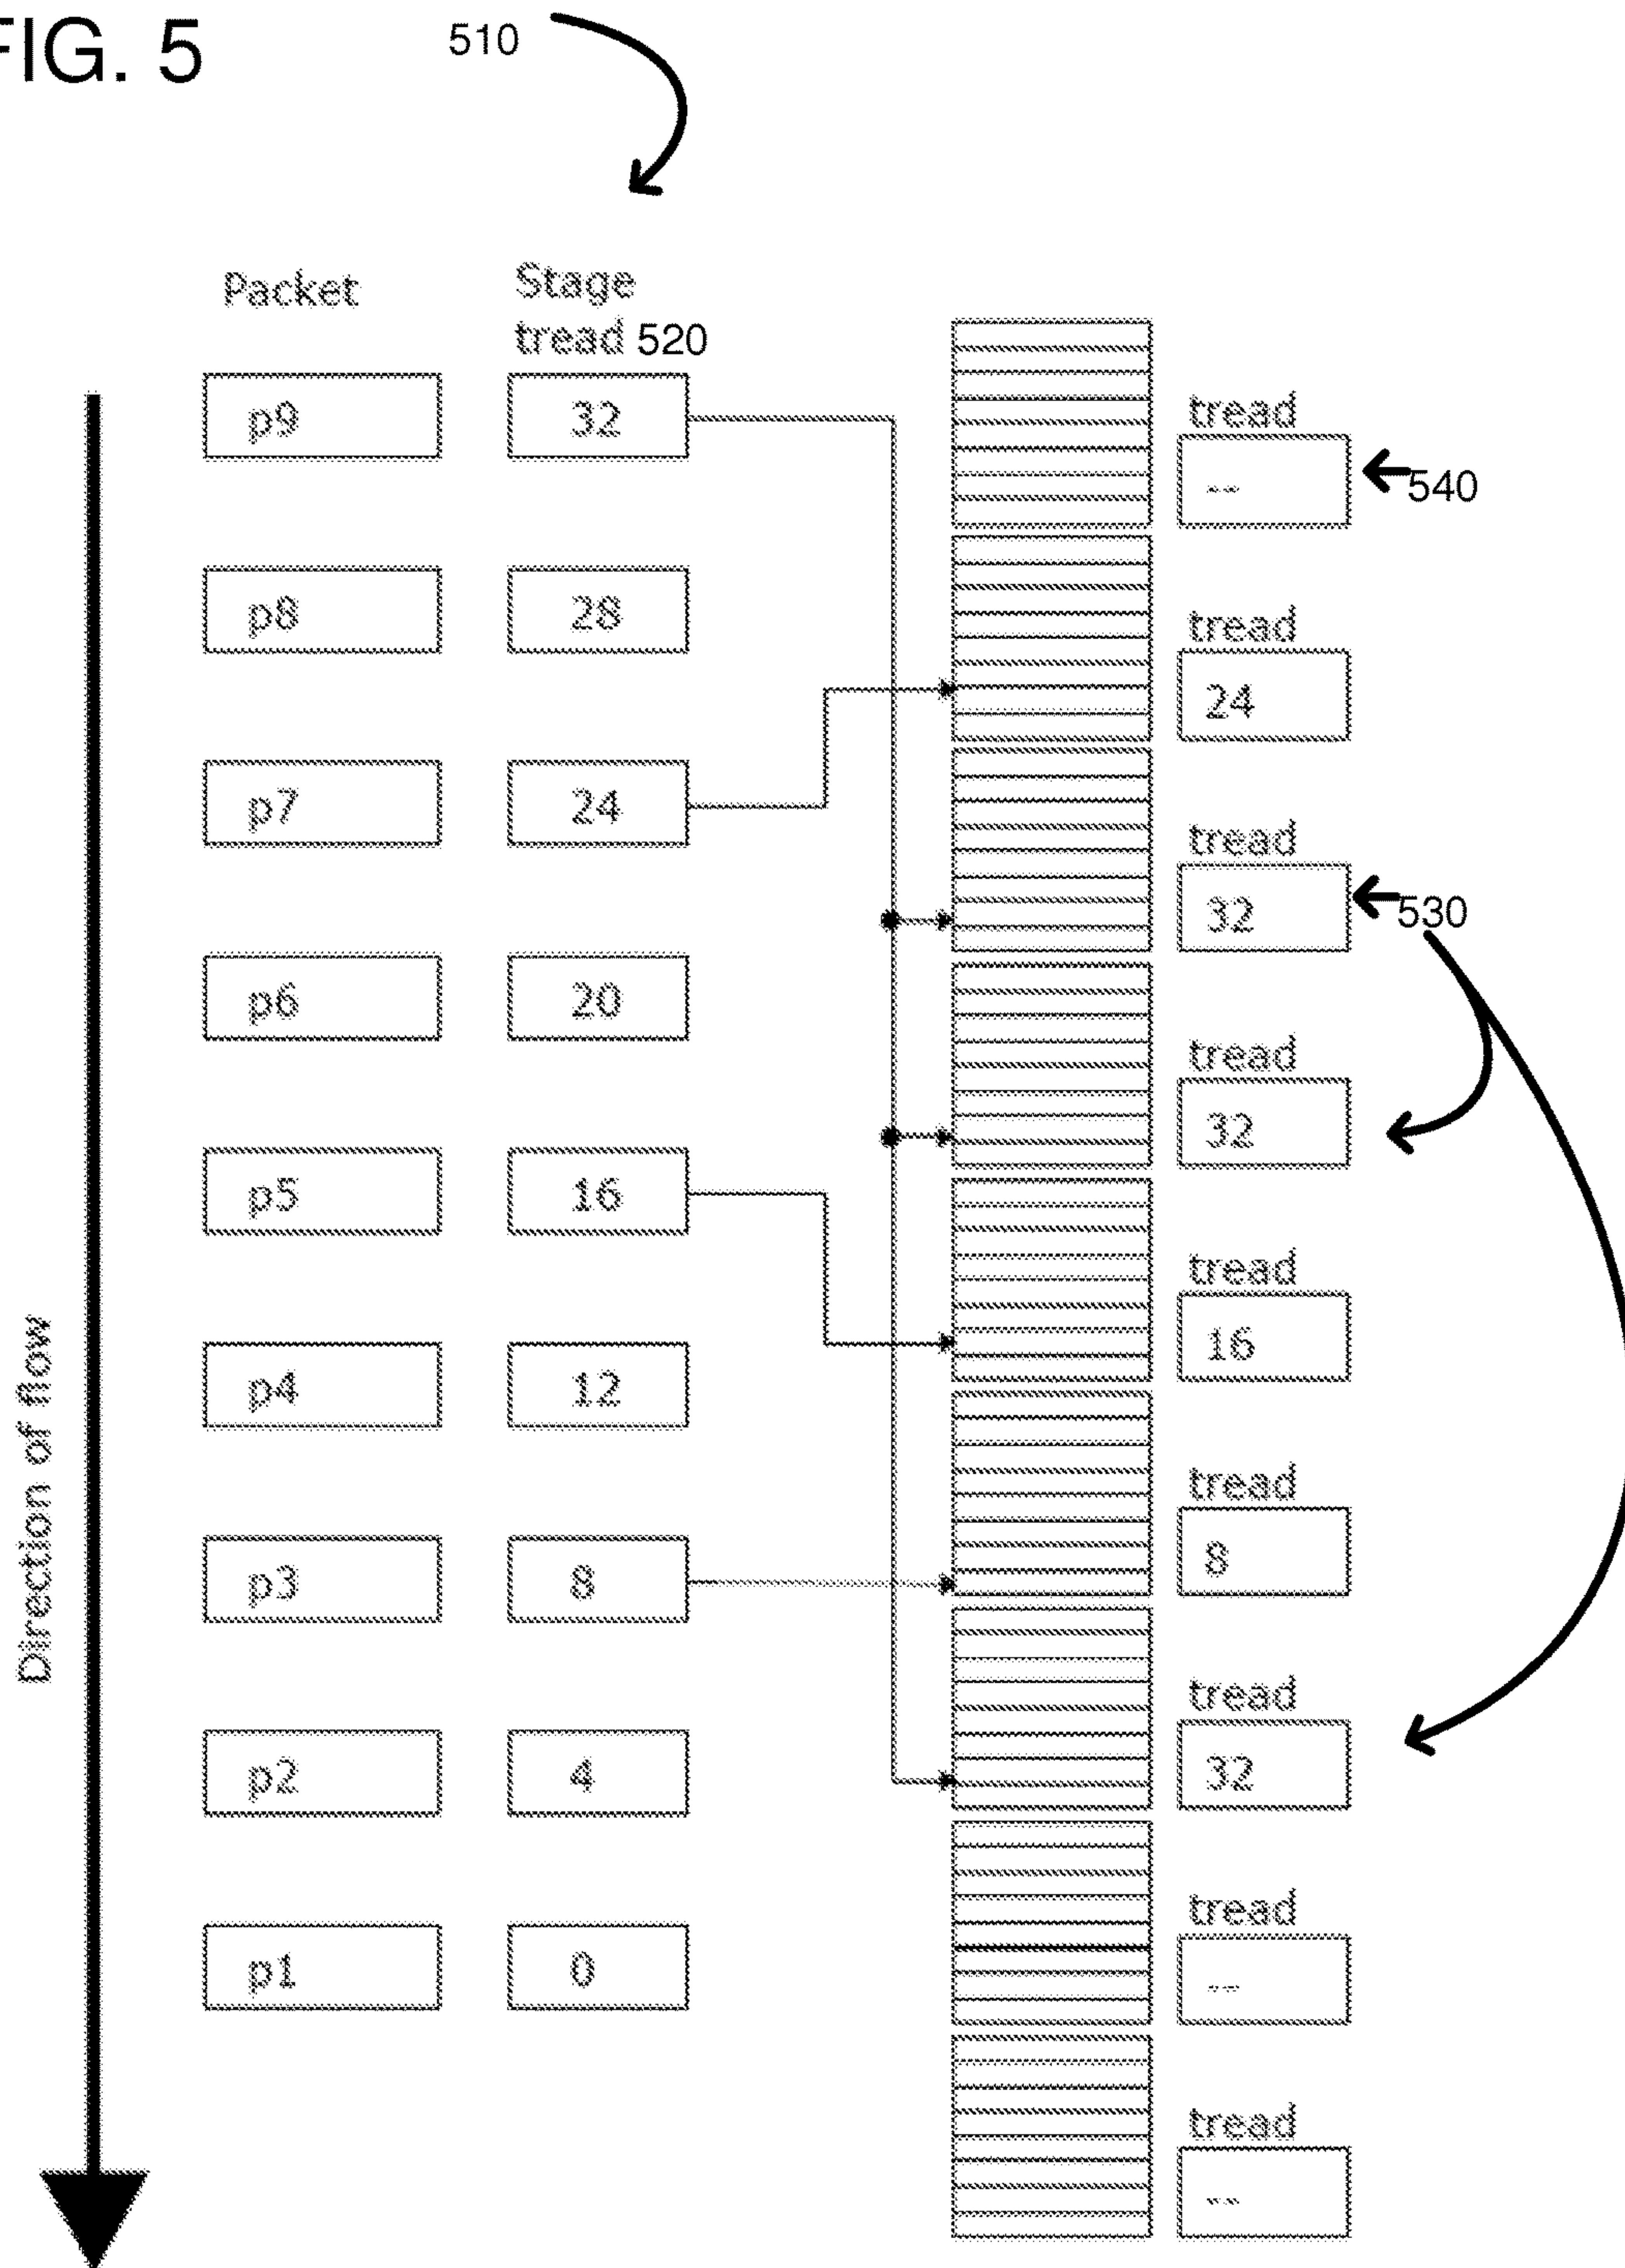 FIG. 5
510
Packet
Stage
tread 520
p9
32
tread
--
540
p8
28
tread
24
p7
24
tread
32
530
p6
20
tread
32
p5
16
tread
16
p4
12
tread
8
p3
8
tread
32
p2
4
tread
--
p1
0
tread
--
Direction of flow